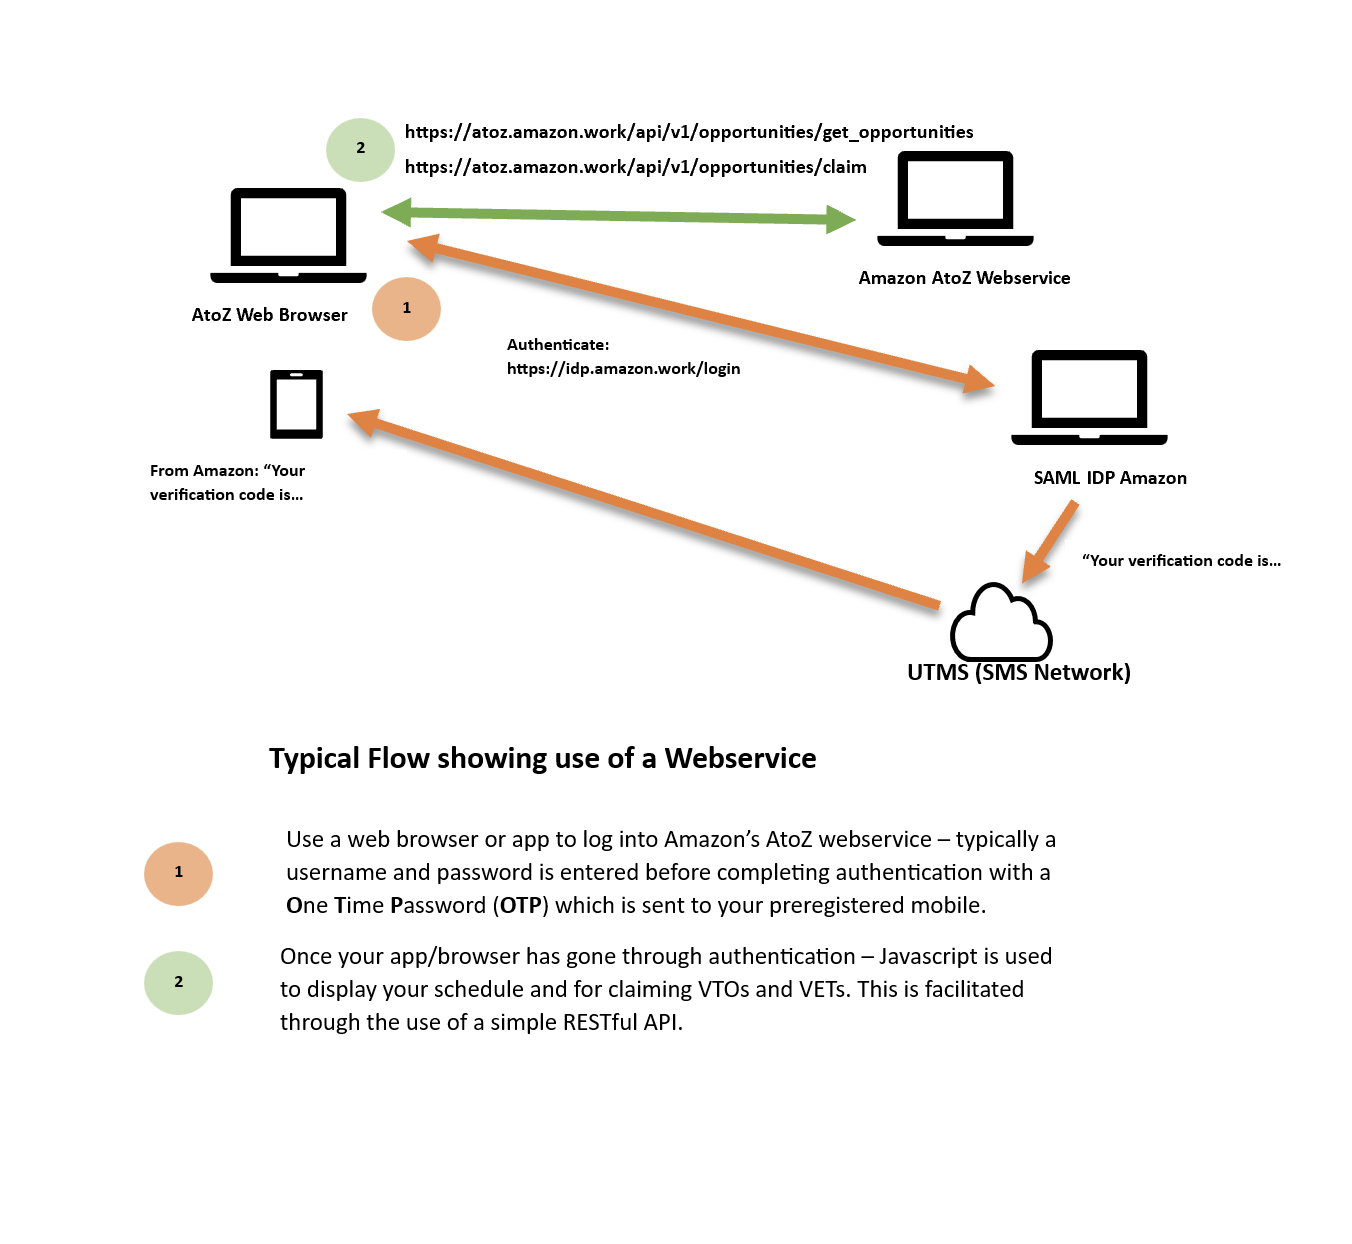 2
https://atoz.amazon.work/api/v1/opportunities/get_opportunities
https://atoz.amazon.work/api/v1/opportunities/claim
Amazon AtoZ Webservice
AtoZ Web Browser
1
Authenticate:
https://idp.amazon.work/login
From Amazon: “Your
verification code is…
SAML IDP Amazon
“Your verification code is…
UTMS (SMS Network)
Typical Flow showing use of a Webservice
1
Use a web browser or app to log into Amazon’s AtoZ webservice – typically a
username and password is entered before completing authentication with a
One Time Password (OTP) which is sent to your preregistered mobile.
2
Once your app/browser has gone through authentication – Javascript is used
to display your schedule and for claiming VTOs and VETs. This is facilitated
through the use of a simple RESTful API.